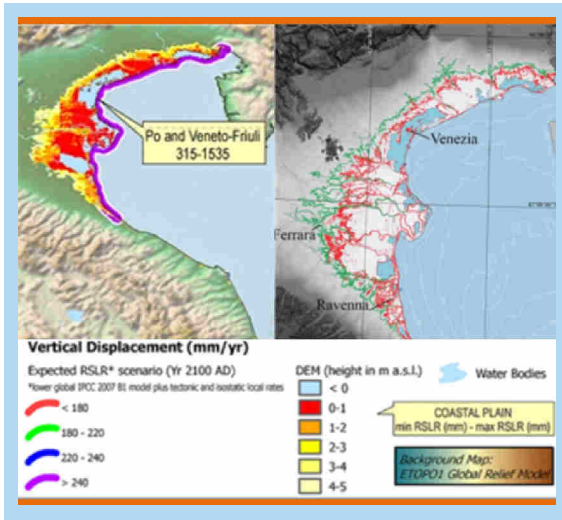 Po and Veneto-Friuli
315-1535
Venezia
Ferrara
Ravenna
Vertical Displacement (mm/yr)
Expected RSLR* scenario (Yr 2100 AD)
*lower global IPCC 2007 B1 model plus tectonic and isostatic local rates
< 180
180 - 220
220 - 240
> 240
DEM (height in m a.s.l.)
< 0
0-1
1-2
2-3
3-4
4-5
Water Bodies
COASTAL PLAIN
min RSLR (mm) - max RSLR (mm)
Background Map:
ETOPO1 Global Relief Model